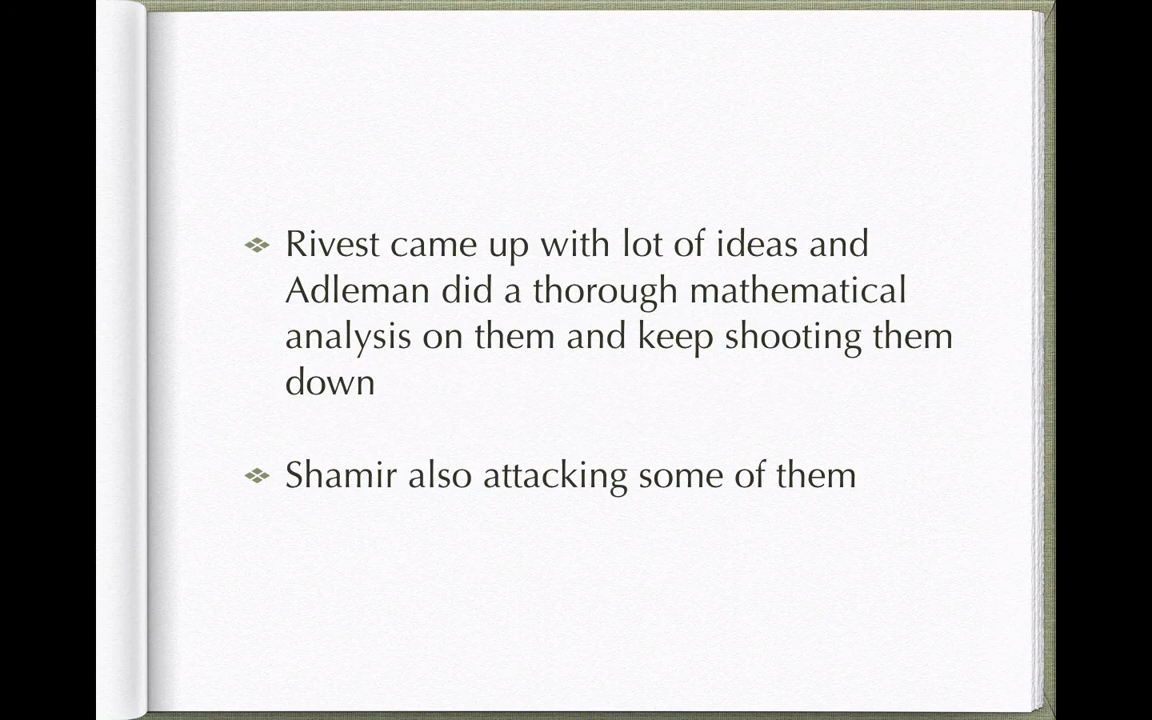 Rivest came up with lot of ideas and
Adleman did a thorough mathematical
analysis on them and keep shooting them
down
Shamir also attacking some of them